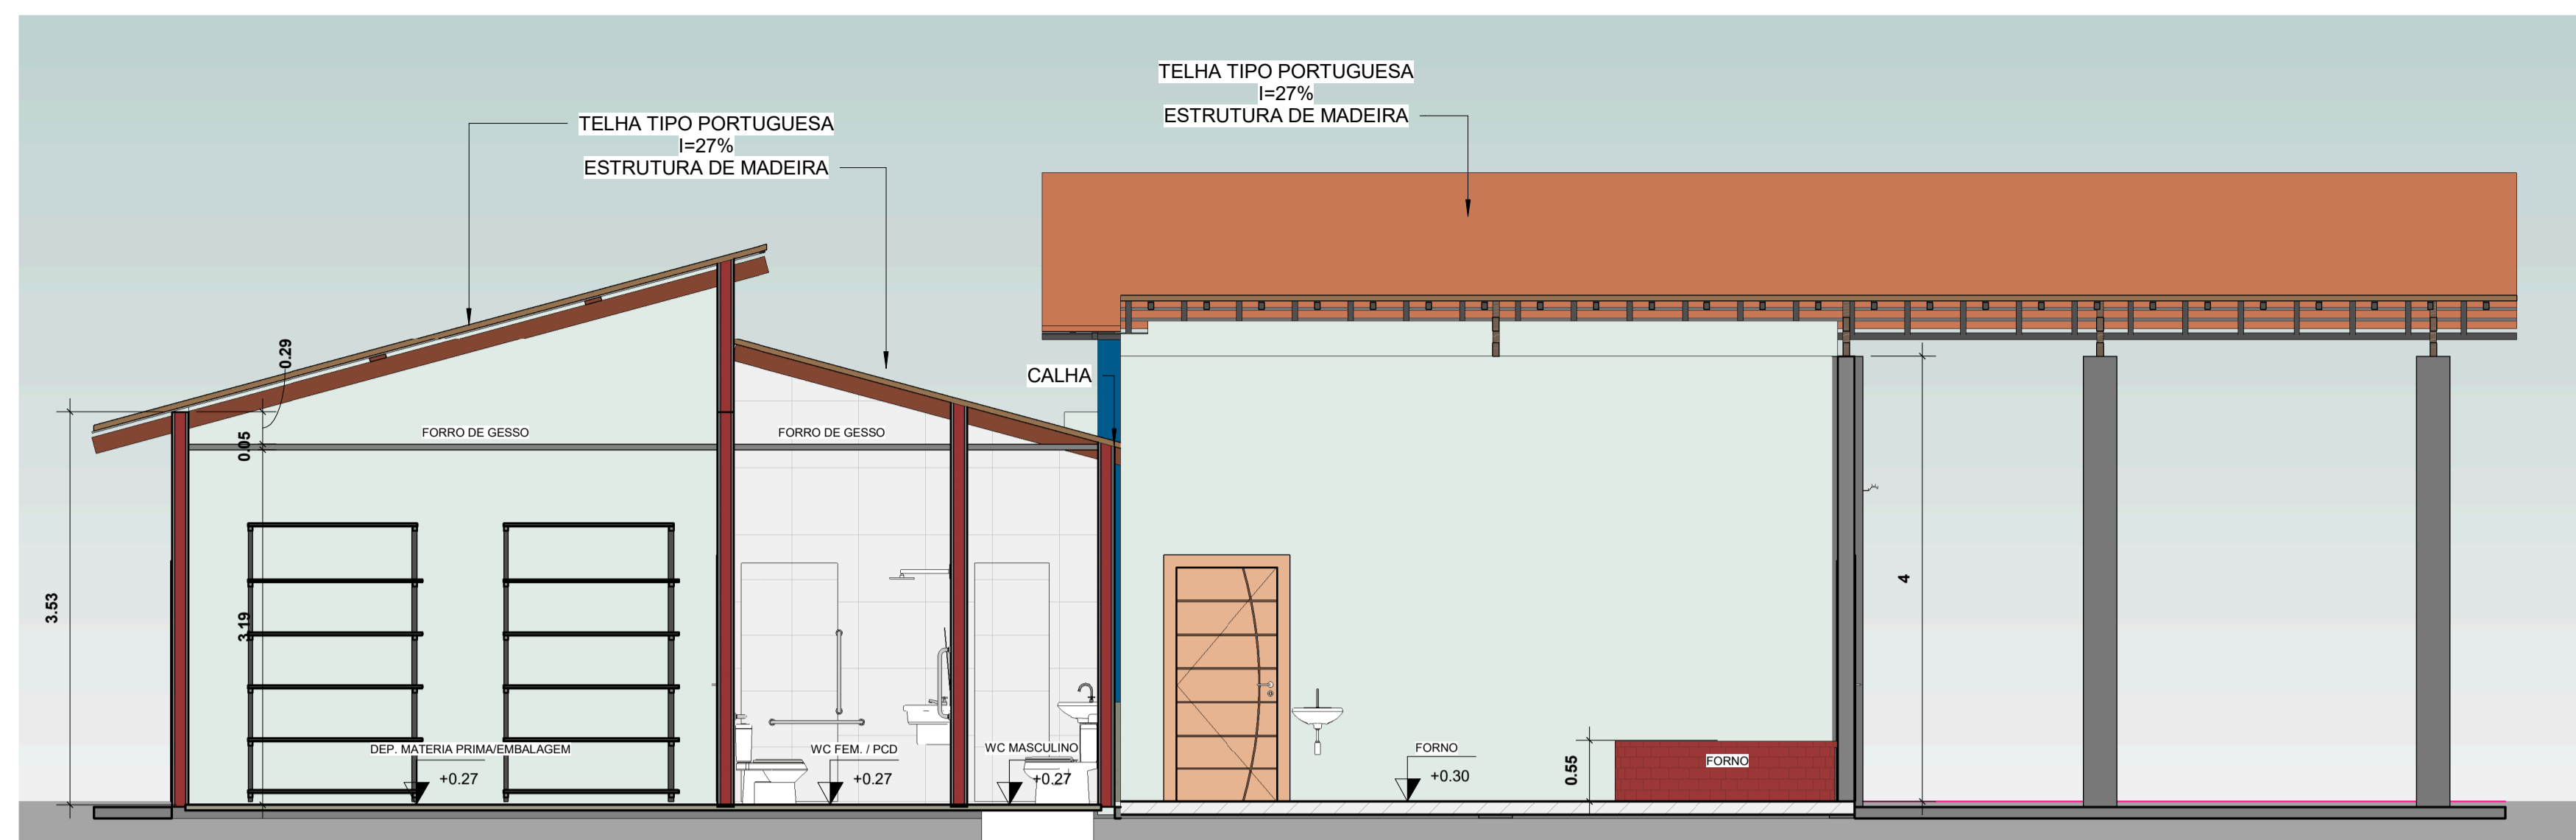 TELHA TIPO PORTUGUESA
I=27%
ESTRUTURA DE MADEIRA
TELHA TIPO PORTUGUESA
I=27%
ESTRUTURA DE MADEIRA
CALHA
0.29
0.05
FORRO DE GESSO
FORRO DE GESSO
3.53
3.19
4
0.55
DEP. MATERIA PRIMA/EMBALAGEM
+0.27
WC FEM. / PCD
+0.27
WC MASCULINO
+0.27
FORNO
+0.30
FORNO